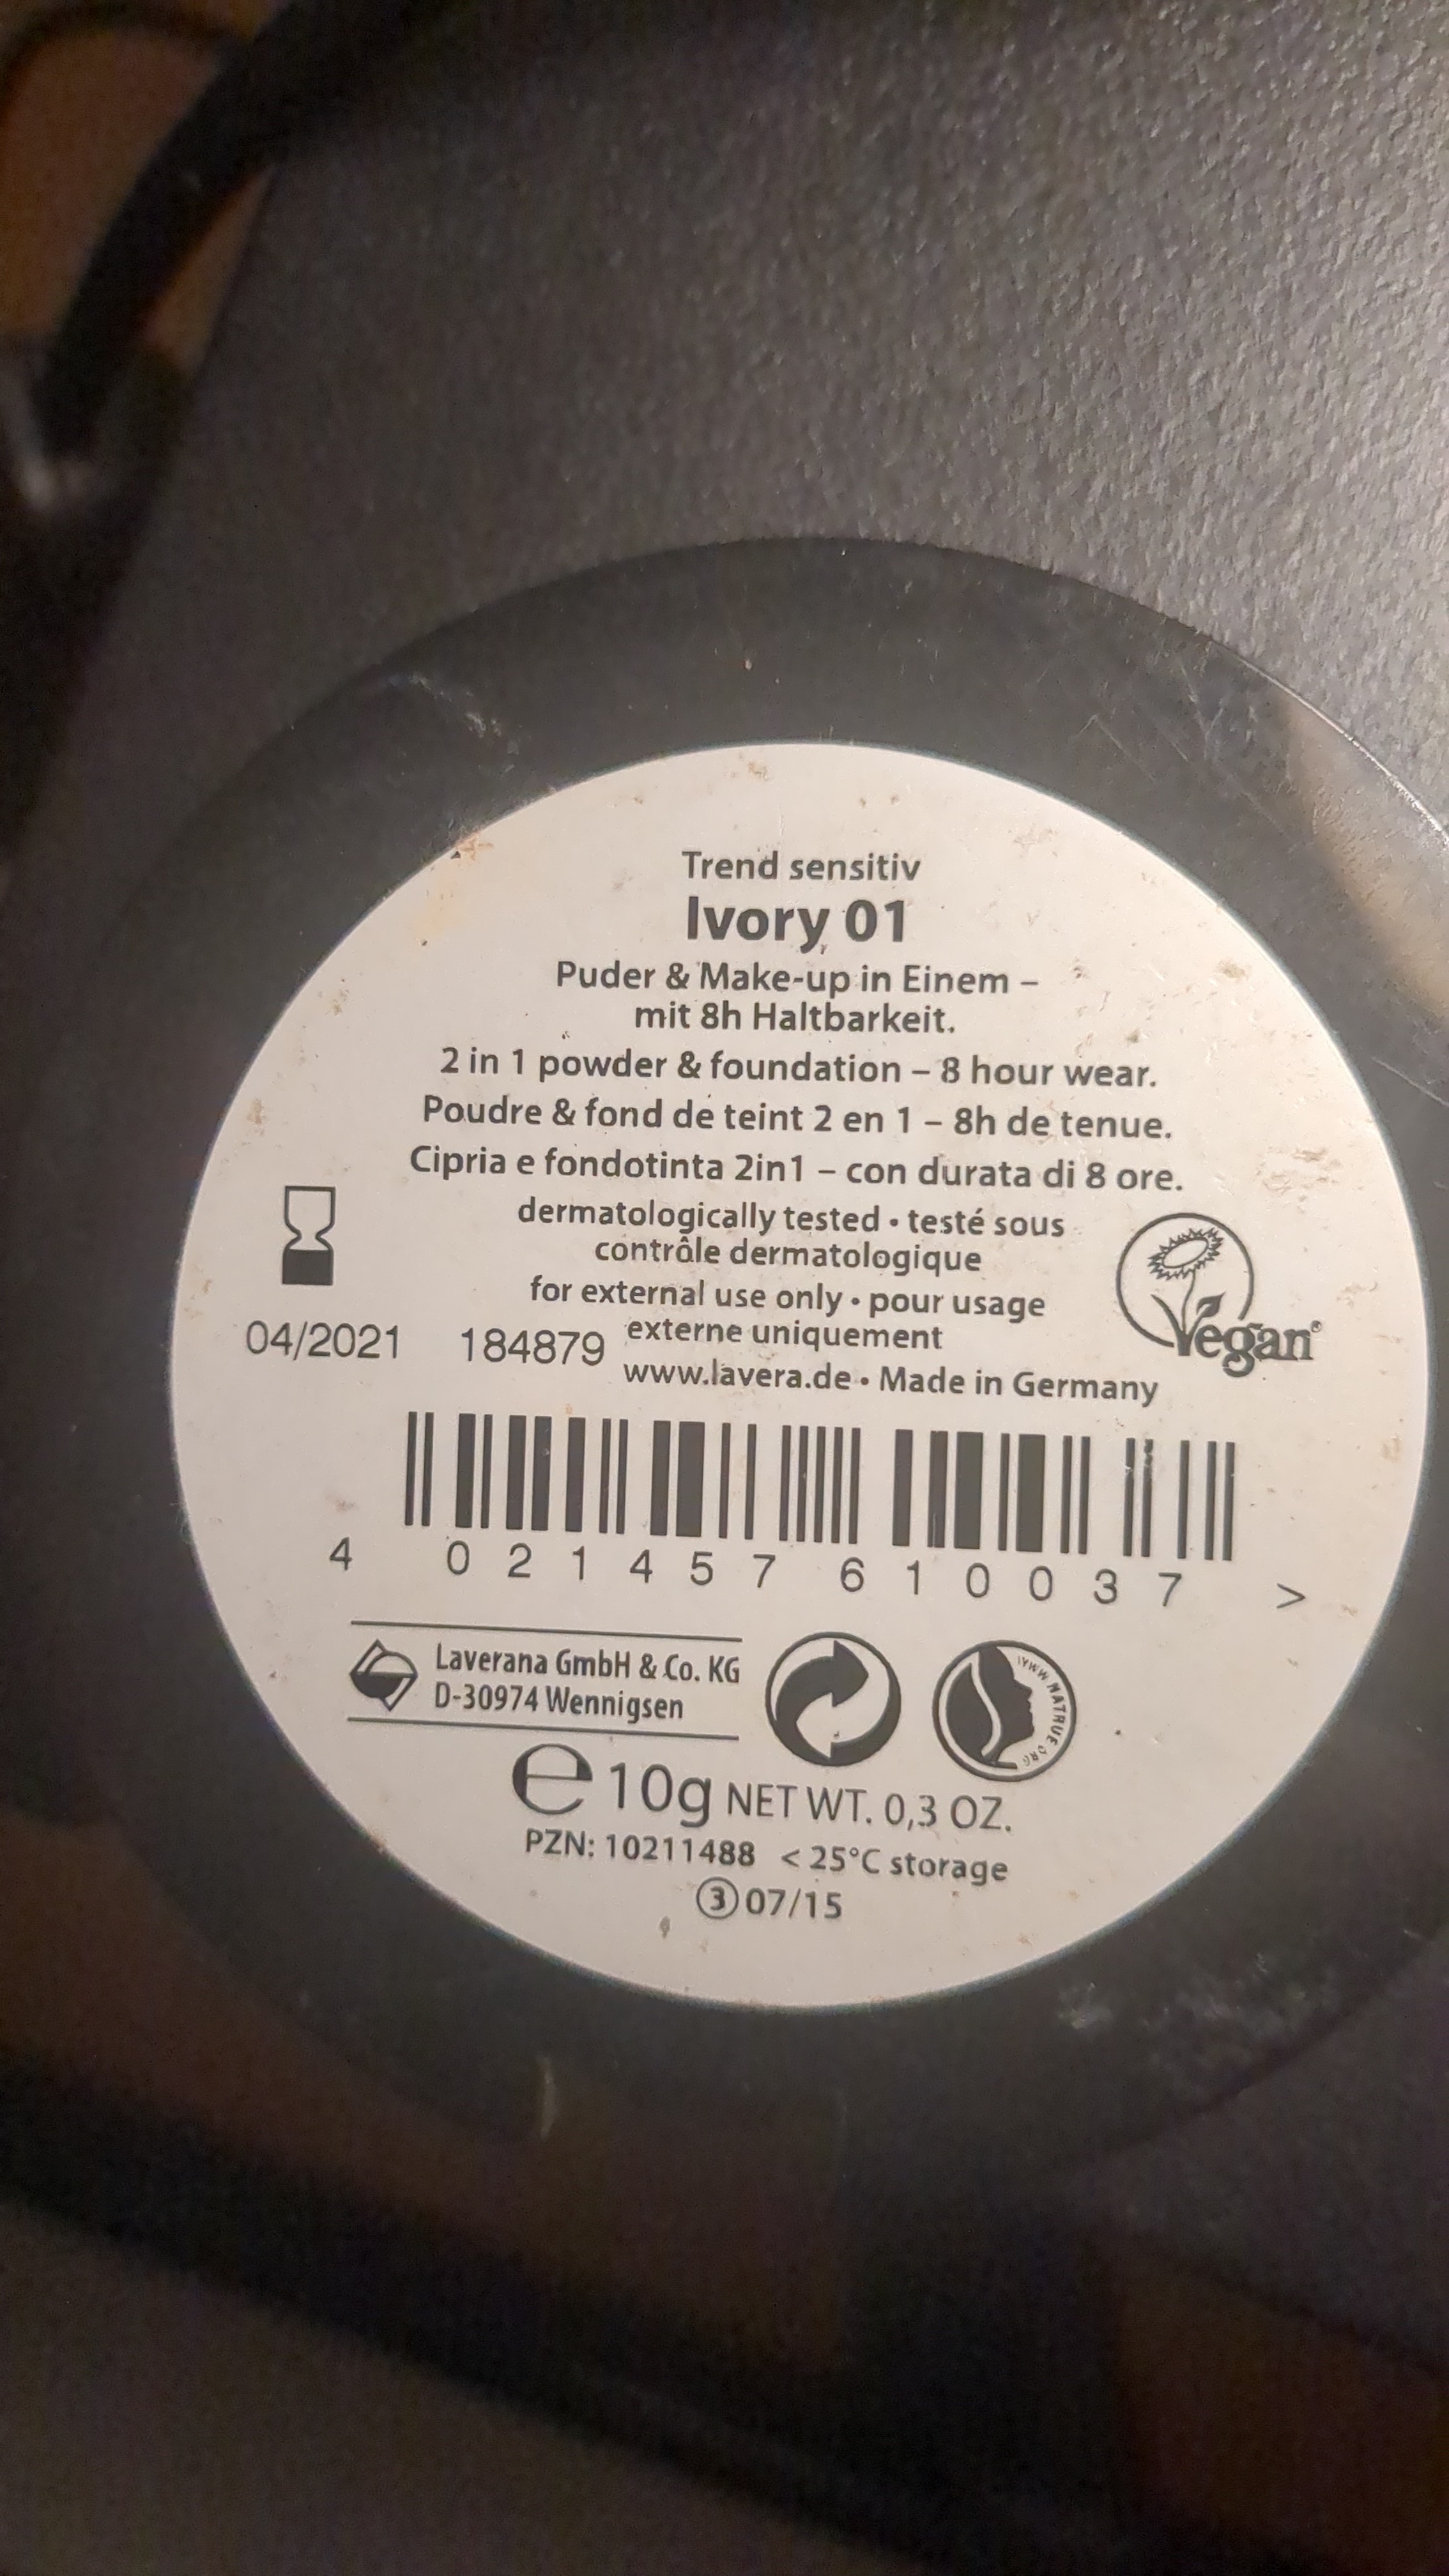 Trend sensitiv
Ivory 01
Puder & Make-up in Einem –
mit 8h Haltbarkeit.
2 in 1 powder & foundation – 8 hour wear.
Poudre & fond de teint 2 en 1 – 8h de tenue.
Cipria e fondotinta 2in1 – con durata di 8 ore.
dermatologically tested • testé sous
contrôle dermatologique
for external use only • pour usage
externe uniquement
04/2021 184879
www.lavera.de • Made in Germany
Vegan®
4 021457 610037 >
Laverana GmbH & Co. KG
D-30974 Wennigsen
WWW.NATRUE.ORG
e 10g NET WT. 0,3 OZ.
PZN: 10211488 < 25°C storage
③ 07/15